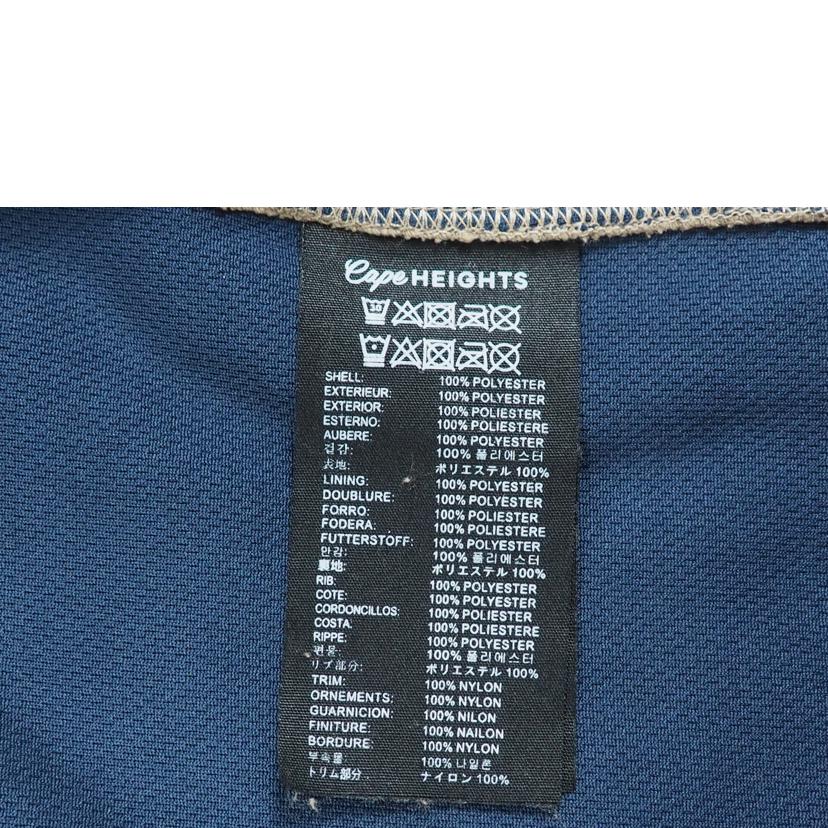 Cape HEIGHTS
30
SHELL: 100% POLYESTER
EXTERIEUR: 100% POLYESTER
EXTERIOR: 100% POLIESTER
ESTERNO: 100% POLIESTERE
AUBERE: 100% POLYESTER
겉감: 100% 폴리에스터
表地: ポリエステル 100%
LINING: 100% POLYESTER
DOUBLURE: 100% POLYESTER
FORRO: 100% POLIESTER
FODERA: 100% POLIESTERE
FUTTERSTOFF: 100% POLYESTER
안감: 100% 폴리에스터
裏地: ポリエステル 100%
RIB: 100% POLYESTER
COTE: 100% POLYESTER
CORDONCILLOS: 100% POLIESTER
COSTA: 100% POLIESTERE
RIPPE: 100% POLYESTER
편물: 100% 폴리에스터
リブ部分: ポリエステル 100%
TRIM: 100% NYLON
ORNEMENTS: 100% NYLON
GUARNICION: 100% NILON
FINITURE: 100% NAILON
BORDURE: 100% NYLON
부속물 100% 나일론
トリム部分. ナイロン 100%